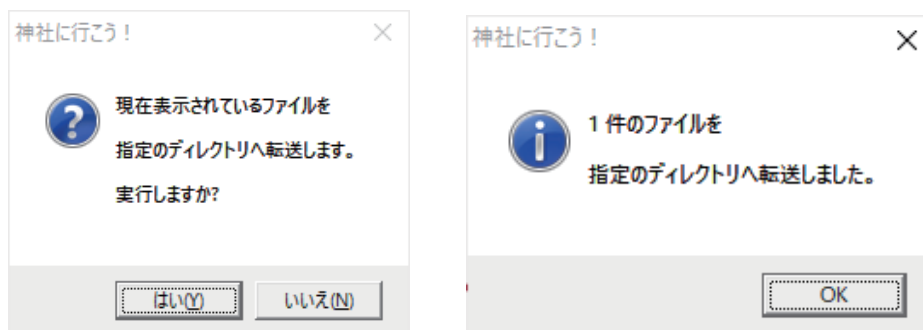 神社に行こう！
?
現在表示されているファイルを
指定のディレクトリへ転送します。
実行しますか?
はい(Y)
いいえ(N)
神社に行こう！
i
1 件のファイルを
指定のディレクトリへ転送しました。
OK